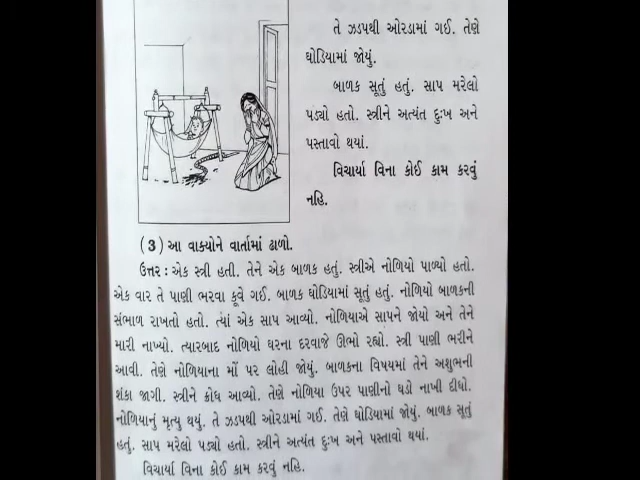 તે ઝડપથી ઓરડામાં ગઈ. તેણે
ઘોડિયામાં જોયું.
બાળક સૂતું હતું. સાપ મરેલો
પડ્યો હતો. સ્ત્રીને અત્યંત દુઃખ અને
પસ્તાવો થયાં.
વિચાર્યા વિના કોઈ કામ કરવું
નહિ.
(3) આ વાક્યોને વાર્તામાં ઢાળો.
ઉત્તર : એક સ્ત્રી હતી. તેને એક બાળક હતું. સ્ત્રીએ નોળિયો પાળ્યો હતો.
એક વાર તે પાણી ભરવા કૂવે ગઈ. બાળક ઘોડિયામાં સૂતું હતું. નોળિયો બાળકની
સંભાળ રાખતો હતો. ત્યાં એક સાપ આવ્યો. નોળિયાએ સાપને જોયો અને તેને
મારી નાખ્યો. ત્યારબાદ નોળિયો ઘરના દરવાજે ઊભો રહ્યો. સ્ત્રી પાણી ભરીને
આવી. તેણે નોળિયાના મોં પર લોહી જોયું. બાળકના વિષયમાં તેને અશુભની
શંકા જાગી. સ્ત્રીને ક્રોધ આવ્યો. તેણે નોળિયા ઉપર પાણીનો ઘડો નાખી દીધો.
નોળિયાનું મૃત્યુ થયું. તે ઝડપથી ઓરડામાં ગઈ. તેણે ઘોડિયામાં જોયું. બાળક સૂતું
હતું. સાપ મરેલો પડ્યો હતો. સ્ત્રીને અત્યંત દુઃખ અને પસ્તાવો થયાં.
વિચાર્યા વિના કોઈ કામ કરવું નહિ.